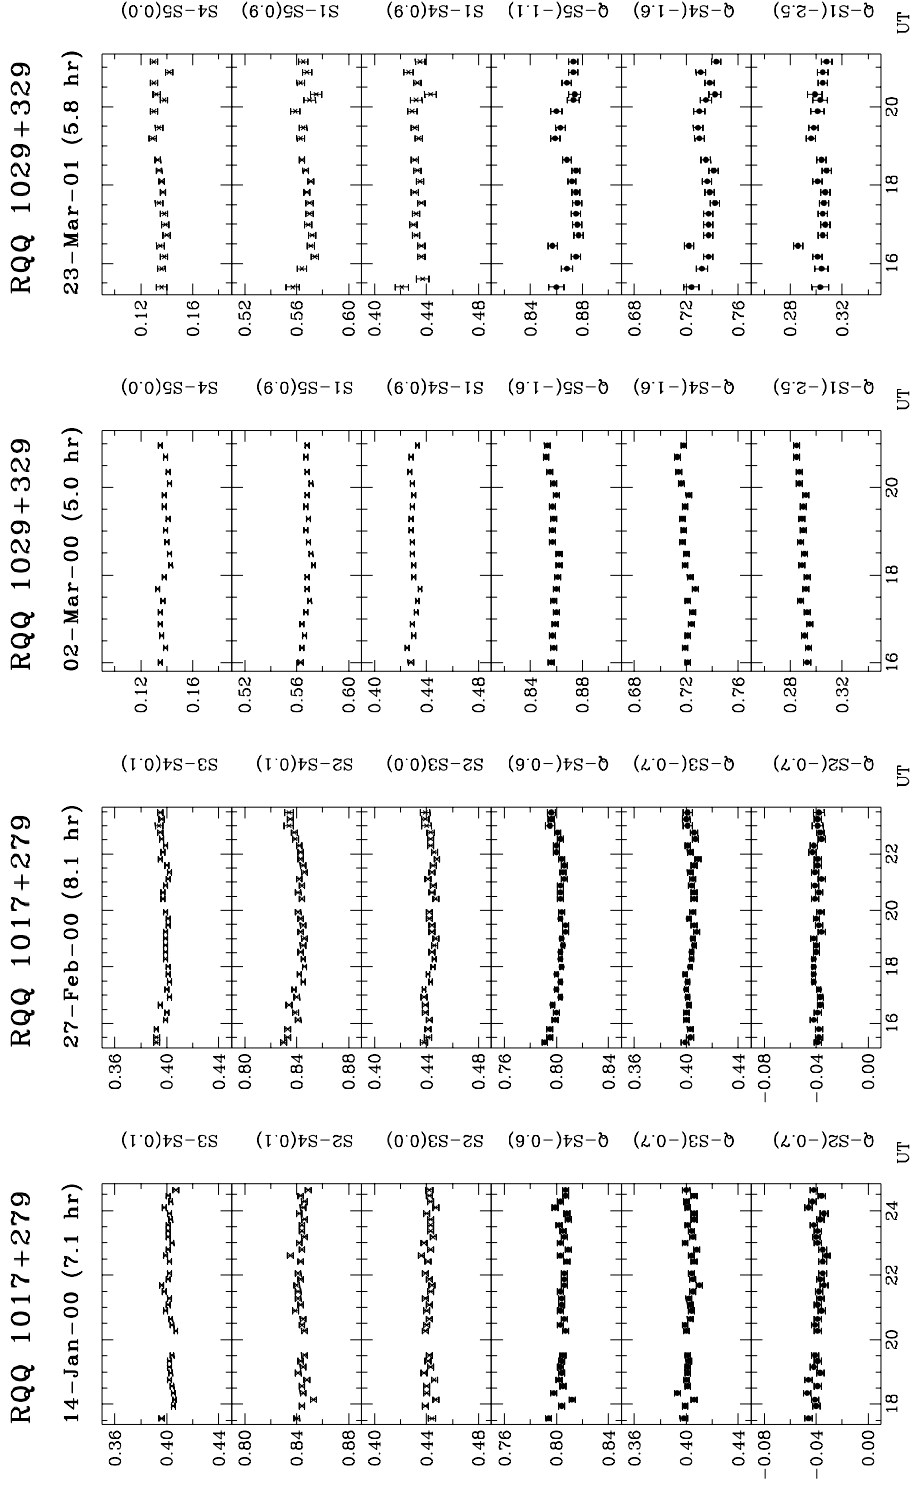 RQQ 1017+279
14-Jan-00 (7.1 hr)
0.36
0.40
0.44
S3-S4(0.1)
0.80
0.84
0.88
S2-S4(0.1)
0.40
0.44
0.48
S2-S3(0.0)
0.76
0.80
0.84
Q-S4(-0.6)
0.36
0.40
0.44
Q-S3(-0.7)
-0.08
-0.04
0.00
Q-S2(-0.7)
18 20 22 24
UT
RQQ 1017+279
27-Feb-00 (8.1 hr)
0.36
0.40
0.44
S3-S4(0.1)
0.80
0.84
0.88
S2-S4(0.1)
0.40
0.44
0.48
S2-S3(0.0)
0.76
0.80
0.84
Q-S4(-0.6)
0.36
0.40
0.44
Q-S3(-0.7)
-0.08
-0.04
0.00
Q-S2(-0.7)
16 18 20 22
UT
RQQ 1029+329
02-Mar-00 (5.0 hr)
0.12
0.16
S4-S5(0.0)
0.52
0.56
0.60
S1-S5(0.9)
0.40
0.44
0.48
S1-S4(0.9)
0.84
0.88
Q-S5(-1.6)
0.68
0.72
0.76
Q-S4(-1.6)
0.28
0.32
Q-S1(-2.5)
16 18 20
UT
RQQ 1029+329
23-Mar-01 (5.8 hr)
0.12
0.16
S4-S5(0.0)
0.52
0.56
0.60
S1-S5(0.9)
0.40
0.44
0.48
S1-S4(0.9)
0.84
0.88
Q-S5(-1.1)
0.68
0.72
0.76
Q-S4(-1.6)
0.28
0.32
Q-S1(-2.5)
16 18 20
UT